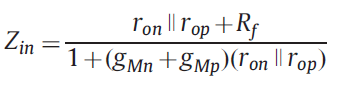 Z_in = (r_on ∥ r_op + R_f) / (1 + (g_Mn + g_Mp)(r_on ∥ r_op))